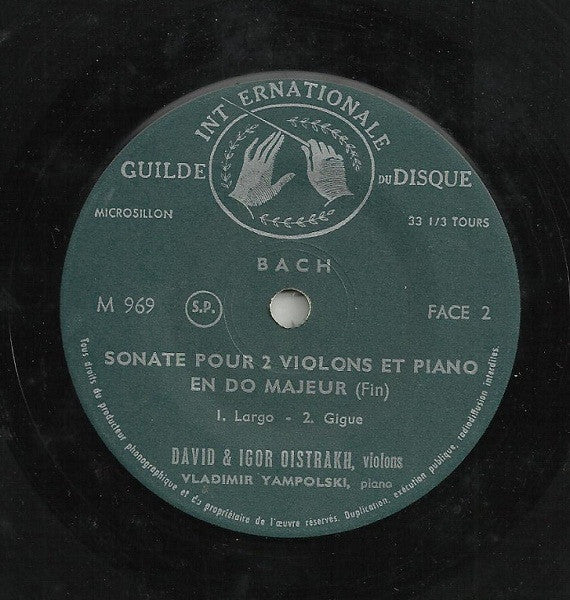 GUILDE INTERNATIONALE DU DISQUE
MICROSILLON
33 1/3 TOURS
BACH
M 969
S.P.
FACE 2
SONATE POUR 2 VIOLONS ET PIANO
EN DO MAJEUR (Fin)
1. Largo - 2. Gigue
DAVID & IGOR OISTRAKH, violons
VLADIMIR YAMPOLSKI, piano
Tous droits du producteur phonographique et du propriétaire de l'œuvre réservés. Duplication, exécution publique, radiodiffusion interdites.